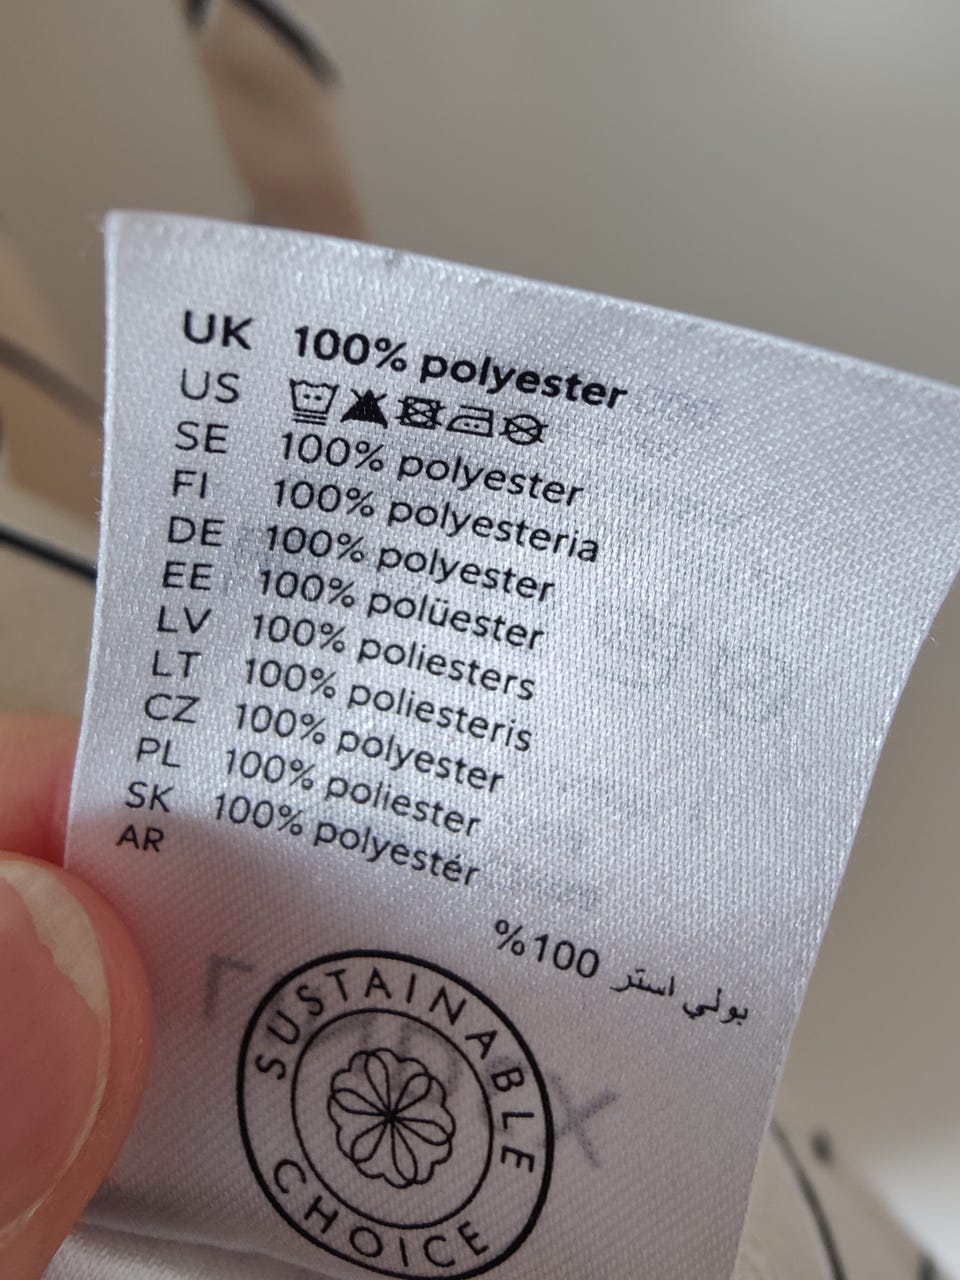 UK 100% polyester
US
SE 100% polyester
FI 100% polyesteria
DE 100% polyester
EE 100% polüester
LV 100% poliesters
LT 100% poliesteris
CZ 100% polyester
PL 100% poliester
SK 100% polyestér
AR
%100 بولي استر
SUSTAINABLE
CHOICE